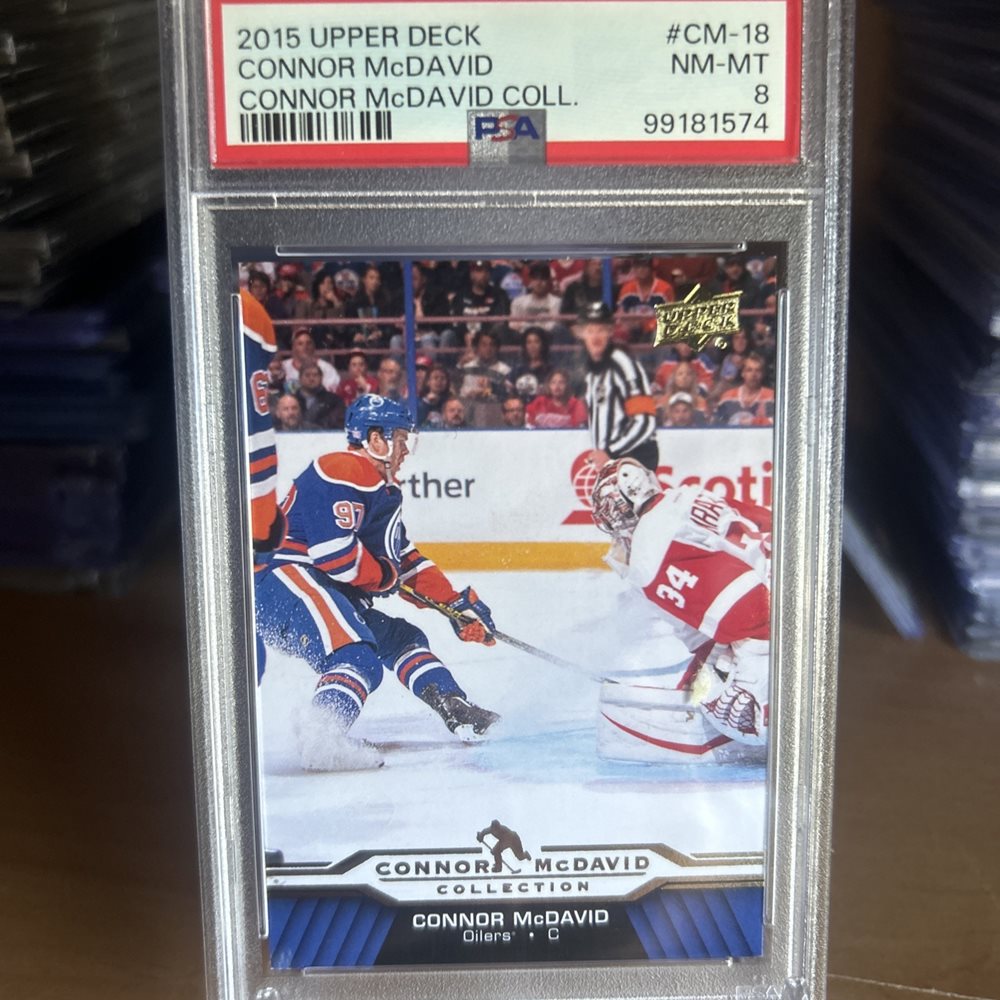 2015 UPPER DECK #CM-18
CONNOR McDAVID NM-MT
CONNOR McDAVID COLL. 8
PSA 99181574
UPPER DECK
6
97
rther
Scoti
34
CONNOR McDAVID
COLLECTION
CONNOR McDAVID
Oilers • C